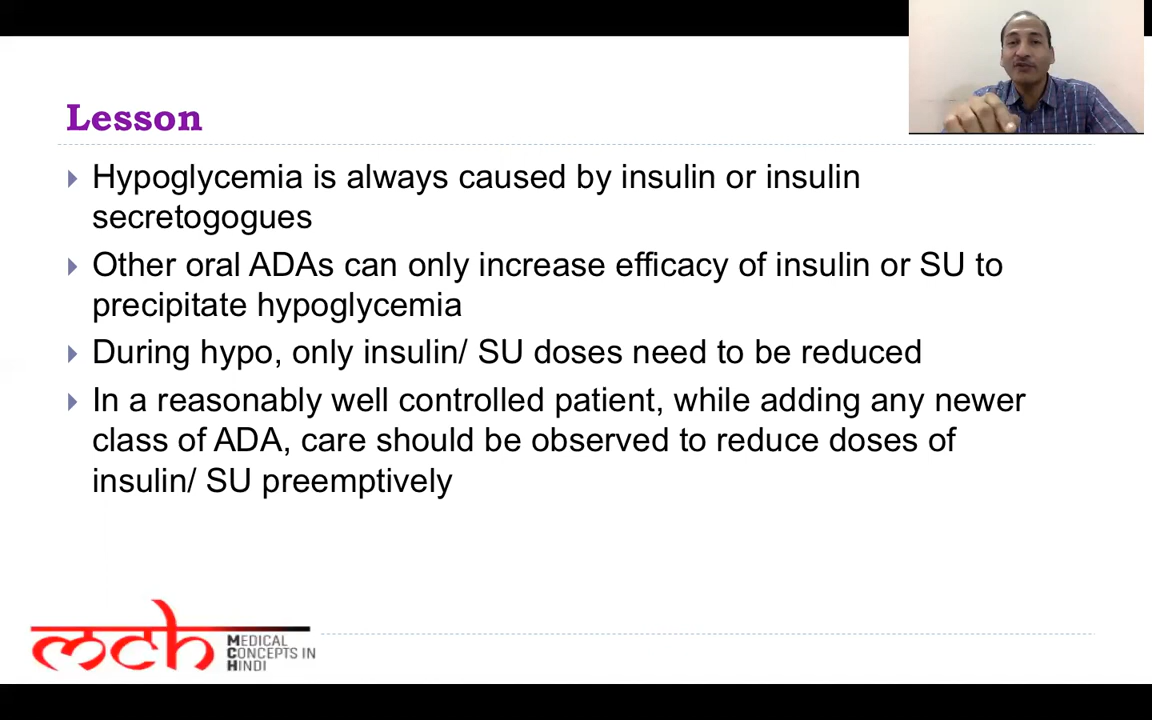 Lesson
Hypoglycemia is always caused by insulin or insulin
secretogogues
Other oral ADAs can only increase efficacy of insulin or SU to
precipitate hypoglycemia
During hypo, only insulin/ SU doses need to be reduced
In a reasonably well controlled patient, while adding any newer
class of ADA, care should be observed to reduce doses of
insulin/ SU preemptively
mch
MEDICAL
CONCEPTS IN
HINDI